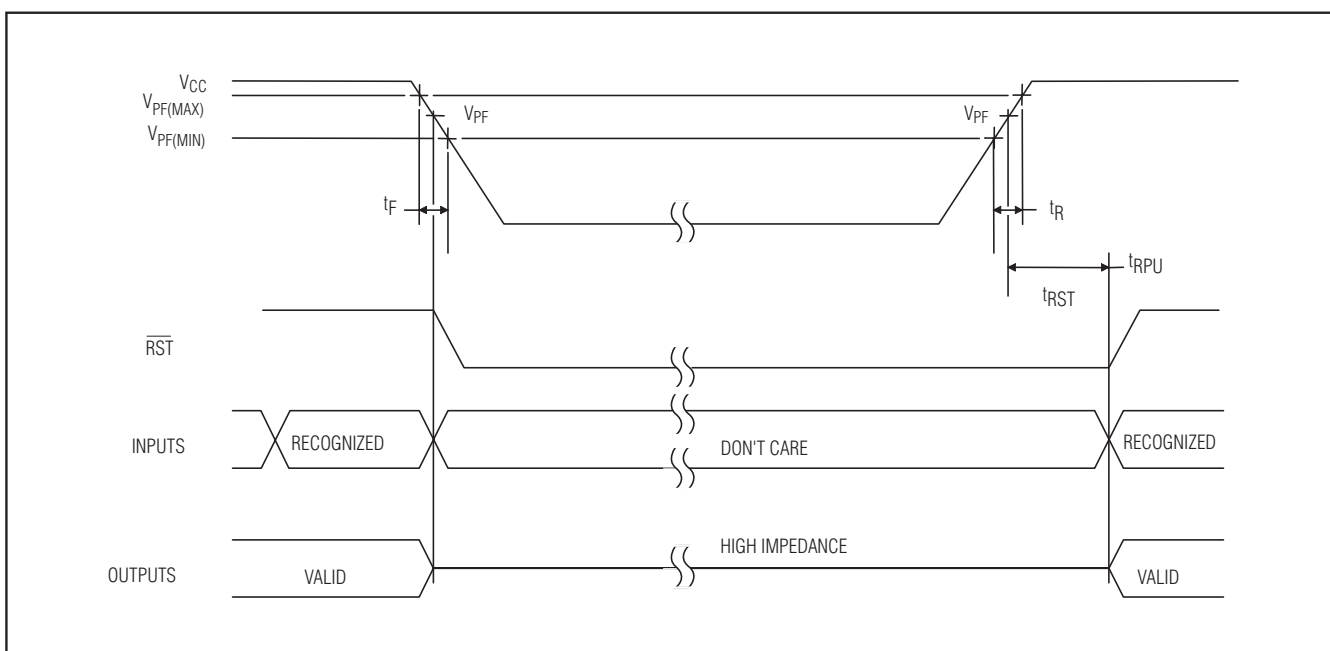 VCC
VPF(MAX)
VPF VPF
VPF(MIN)
tF tR
tRPU
tRST
RST
INPUTS RECOGNIZED DON'T CARE RECOGNIZED
HIGH IMPEDANCE
OUTPUTS VALID VALID